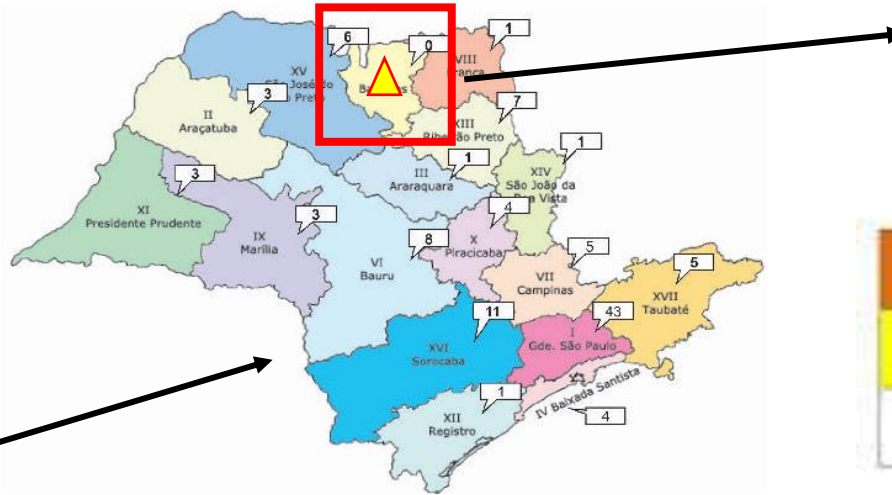 6
0
1
XV
São José do
Preto
VIII
Franca
3
II
Araçatuba
7
XIII
Ribeirão Preto
1
III
Araraquara
1
XIV
São João da
Boa Vista
3
XI
Presidente Prudente
3
IX
Marília
4
X
Piracicaba
8
VI
Bauru
5
VII
Campinas
5
XVII
Taubaté
11
XVI
Sorocaba
43
I
Gde. São Paulo
IV Baixada Santista
4
1
XII
Registro